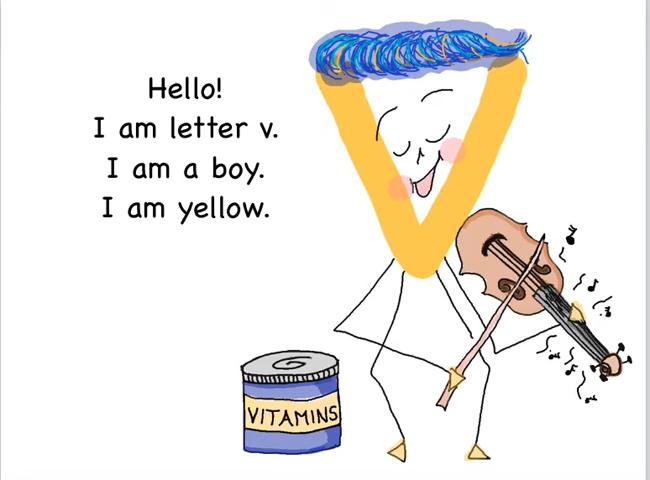 Hello!
I am letter v.
I am a boy.
I am yellow.
VITAMINS